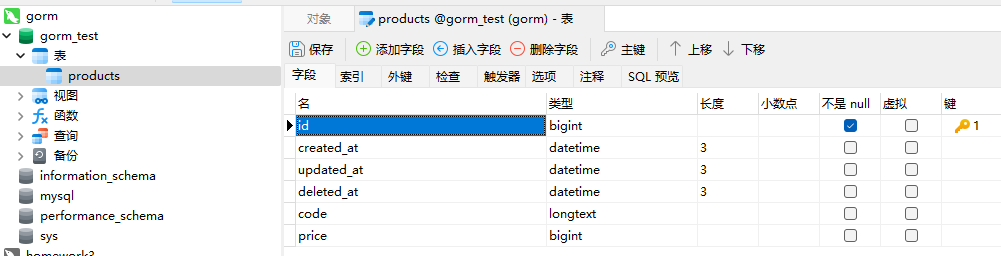 gorm
gorm_test
表
products
视图
函数
查询
备份
information_schema
mysql
performance_schema
sys
homework3
对象
products @gorm_test (gorm) - 表
保存 添加字段 插入字段 删除字段 主键 上移 下移
字段 索引 外键 检查 触发器 选项 注释 SQL 预览
名 类型 长度 小数点 不是 null 虚拟 键
id bigint 1
created_at datetime 3
updated_at datetime 3
deleted_at datetime 3
code longtext
price bigint